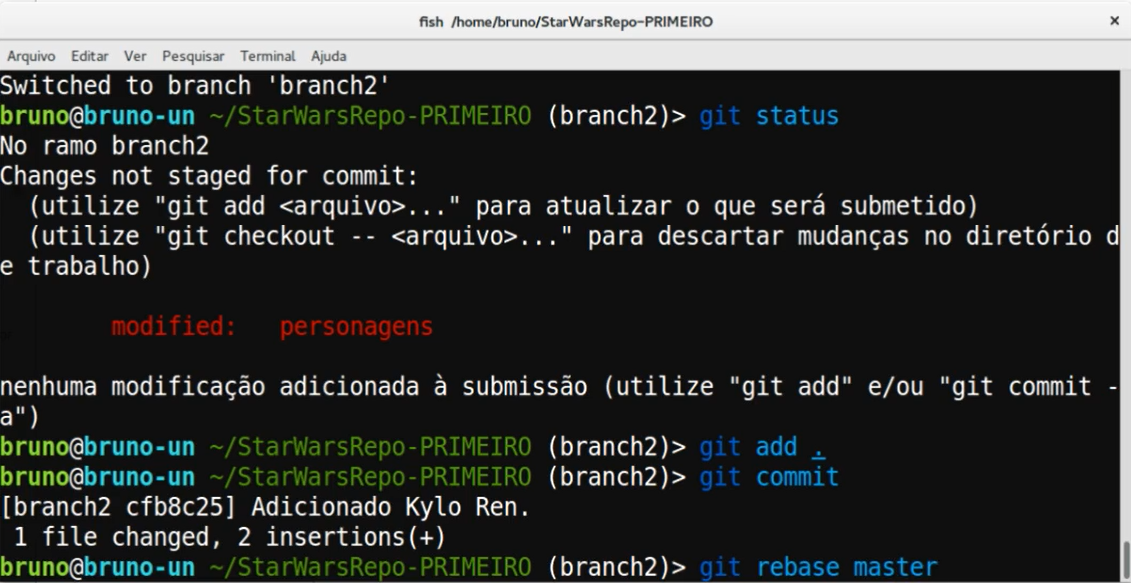 fish /home/bruno/StarWarsRepo-PRIMEIRO
Arquivo Editar Ver Pesquisar Terminal Ajuda
Switched to branch 'branch2'
bruno@bruno-un ~/StarWarsRepo-PRIMEIRO (branch2)> git status
No ramo branch2
Changes not staged for commit:
  (utilize "git add <arquivo>..." para atualizar o que será submetido)
  (utilize "git checkout -- <arquivo>..." para descartar mudanças no diretório d
e trabalho)
        modified:   personagens
nenhuma modificação adicionada à submissão (utilize "git add" e/ou "git commit -
a")
bruno@bruno-un ~/StarWarsRepo-PRIMEIRO (branch2)> git add .
bruno@bruno-un ~/StarWarsRepo-PRIMEIRO (branch2)> git commit
[branch2 cfb8c25] Adicionado Kylo Ren.
 1 file changed, 2 insertions(+)
bruno@bruno-un ~/StarWarsRepo-PRIMEIRO (branch2)> git rebase master